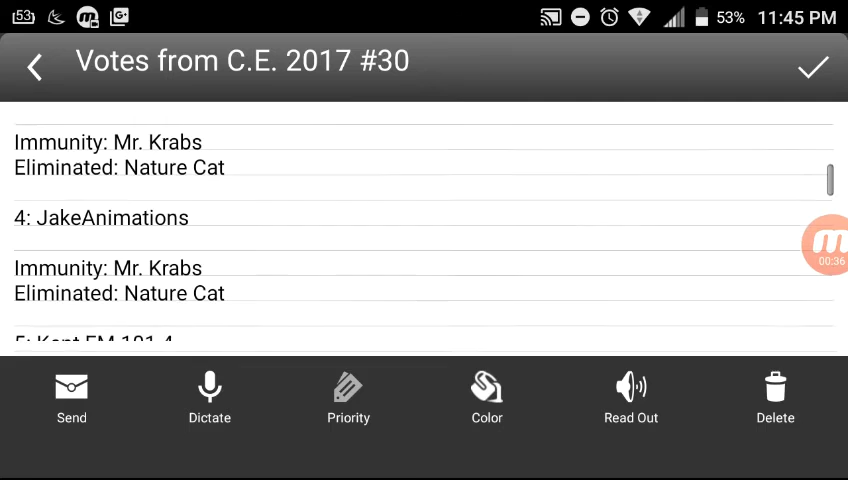 53 53% 11:45 PM
Votes from C.E. 2017 #30
Immunity: Mr. Krabs
Eliminated: Nature Cat
4: JakeAnimations
Immunity: Mr. Krabs
Eliminated: Nature Cat
00:36
Send Dictate Priority Color Read Out Delete